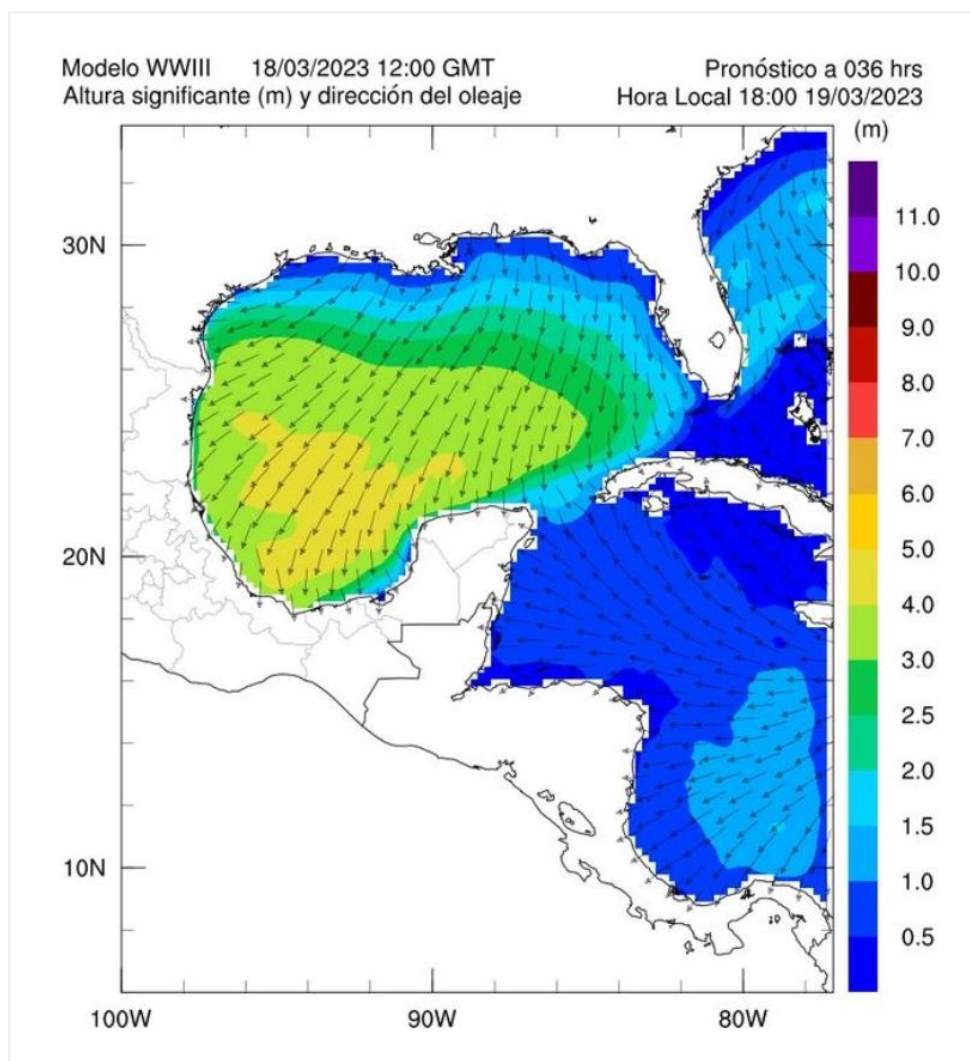 Modelo WWIII 18/03/2023 12:00 GMT
Pronóstico a 036 hrs
Altura significante (m) y dirección del oleaje
Hora Local 18:00 19/03/2023
(m)
11.0
10.0
9.0
8.0
7.0
6.0
5.0
4.0
3.0
2.5
2.0
1.5
1.0
0.5
30N
20N
10N
100W
90W
80W